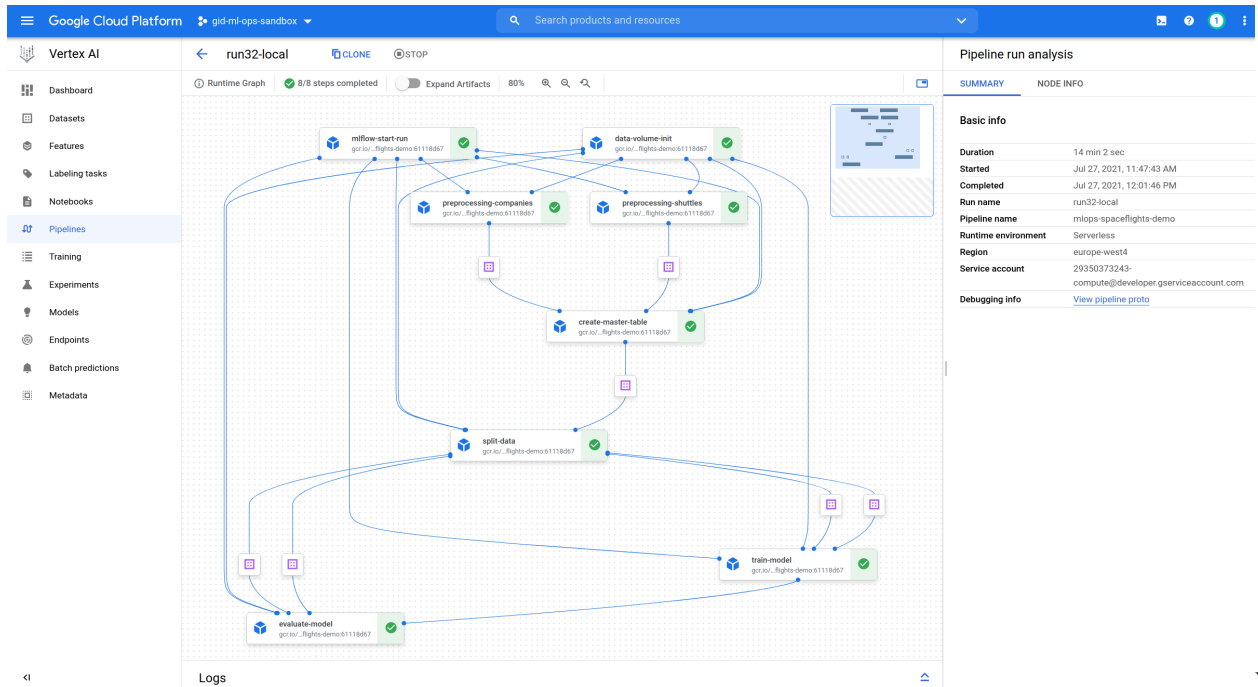 Google Cloud Platform
gid-ml-ops-sandbox
Search products and resources
1
Vertex AI
Dashboard
Datasets
Features
Labeling tasks
Notebooks
Pipelines
Training
Experiments
Models
Endpoints
Batch predictions
Metadata
run32-local
CLONE
STOP
Runtime Graph
8/8 steps completed
Expand Artifacts
80%
mlflow-start-run
gcr.io/...flights-demo:61118d67
data-volume-init
gcr.io/...flights-demo:61118d67
preprocessing-companies
gcr.io/...flights-demo:61118d67
preprocessing-shuttles
gcr.io/...flights-demo:61118d67
create-master-table
gcr.io/...flights-demo:61118d67
split-data
gcr.io/...flights-demo:61118d67
train-model
gcr.io/...flights-demo:61118d67
evaluate-model
gcr.io/...flights-demo:61118d67
Logs
Pipeline run analysis
SUMMARY
NODE INFO
Basic info
Duration 14 min 2 sec
Started Jul 27, 2021, 11:47:43 AM
Completed Jul 27, 2021, 12:01:46 PM
Run name run32-local
Pipeline name mlops-spaceflights-demo
Runtime environment Serverless
Region europe-west4
Service account 29350373243-
compute@developer.gserviceaccount.com
Debugging info View pipeline proto